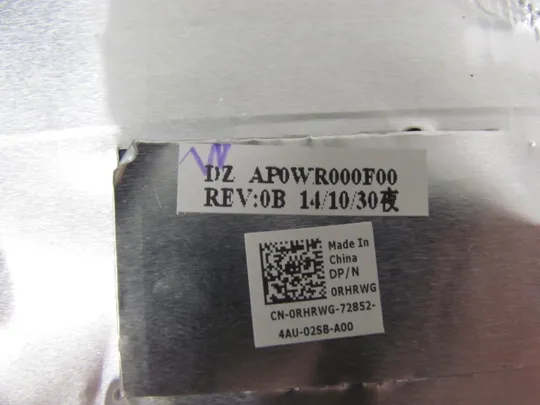 DZ AP0WR000F00
REV:0B 14/10/30夜
Made In
China
DP/N
0RHRWG
CN-0RHRWG-72852-
4AU-02SB-A00